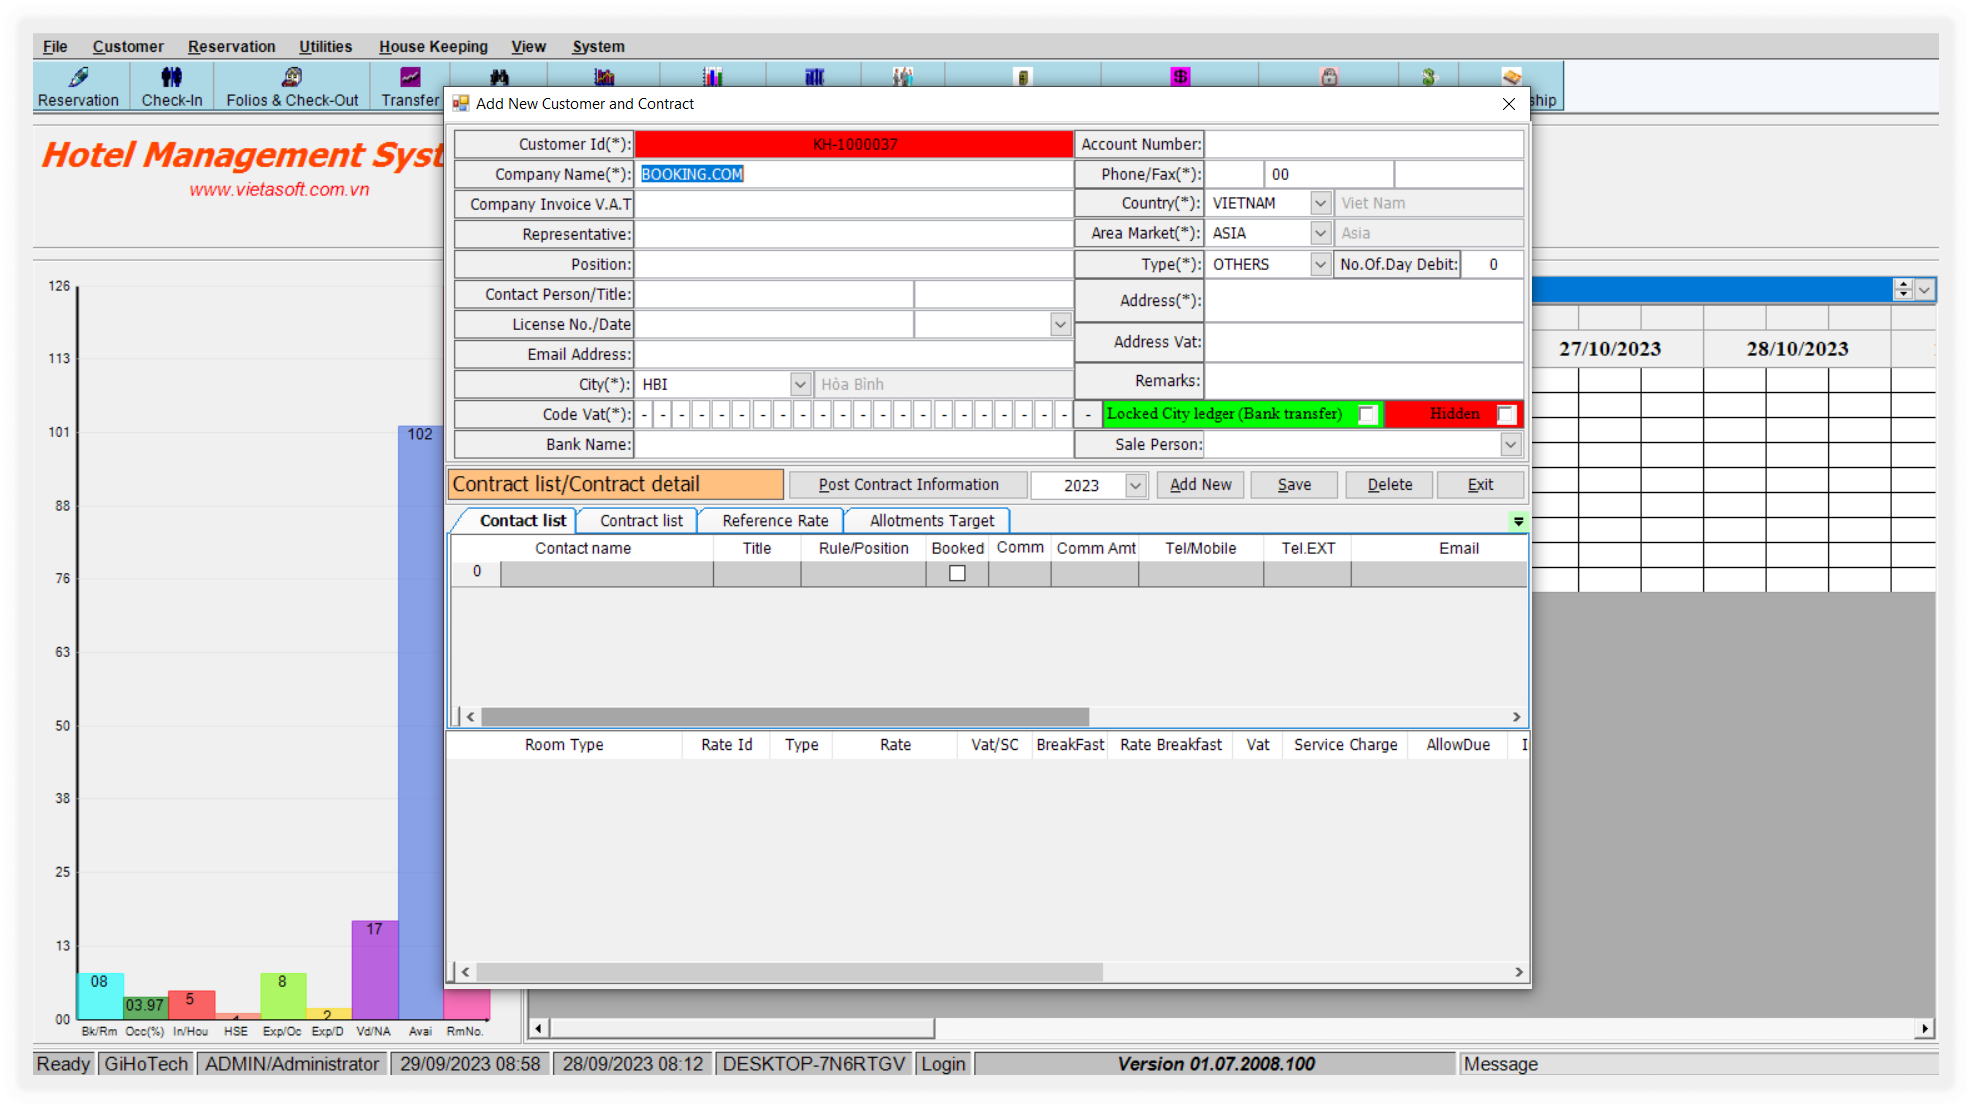 File Customer Reservation Utilities House Keeping View System
Reservation Check-In Folios & Check-Out Transfer ship
Add New Customer and Contract
Hotel Management Syst
www.vietasoft.com.vn
Customer Id(*): KH-1000037 Account Number:
Company Name(*): BOOKING.COM Phone/Fax(*): 00
Company Invoice V.A.T Country(*): VIETNAM Viet Nam
Representative: Area Market(*): ASIA Asia
Position: Type(*): OTHERS No.Of.Day Debit: 0
Contact Person/Title: Address(*):
License No./Date
Email Address: Address Vat:
City(*): HBI Hòa Bình Remarks:
Code Vat(*): - - - - - - - - - - - - - - - - - - - - - - - Locked City ledger (Bank transfer) Hidden
Bank Name: Sale Person:
Contract list/Contract detail Post Contract Information 2023 Add New Save Delete Exit
Contact list Contract list Reference Rate Allotments Target
Contact name Title Rule/Position Booked Comm Comm Amt Tel/Mobile Tel.EXT Email
0
Room Type Rate Id Type Rate Vat/SC BreakFast Rate Breakfast Vat Service Charge AllowDue
27/10/2023 28/10/2023
126
113
101
88
76
63
50
38
25
13
00
08 03.97 5 1 8 2 17 102
Bk/Rm Occ(%) In/Hou HSE Exp/Oc Exp/D Vd/NA Avai RmNo.
Ready GiHoTech ADMIN/Administrator 29/09/2023 08:58 28/09/2023 08:12 DESKTOP-7N6RTGV Login Version 01.07.2008.100 Message